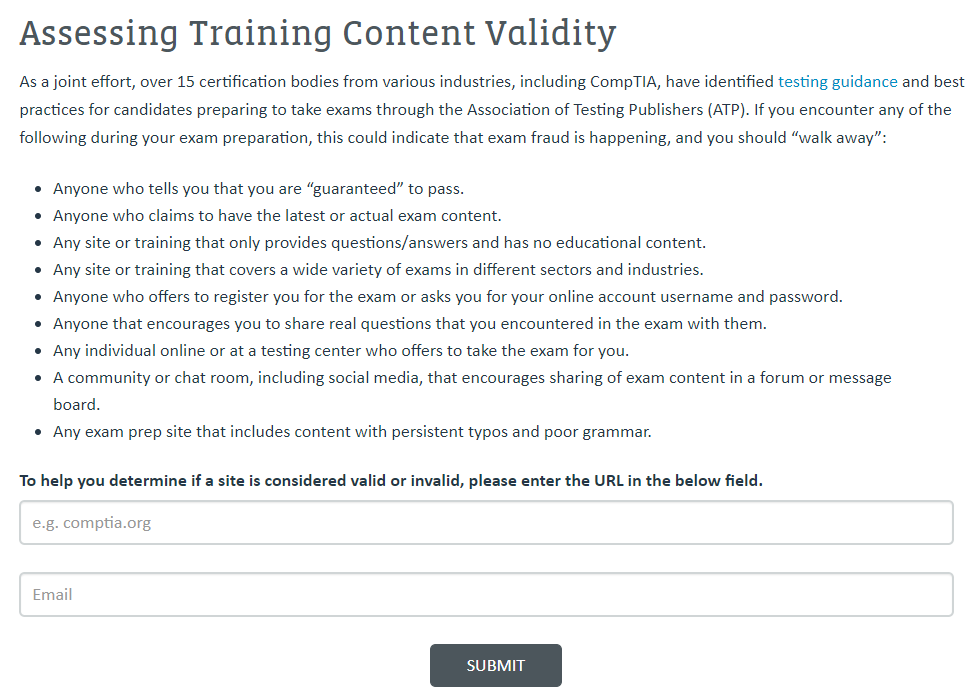 Assessing Training Content Validity
As a joint effort, over 15 certification bodies from various industries, including CompTIA, have identified testing guidance and best
practices for candidates preparing to take exams through the Association of Testing Publishers (ATP). If you encounter any of the
following during your exam preparation, this could indicate that exam fraud is happening, and you should “walk away”:
• Anyone who tells you that you are “guaranteed” to pass.
• Anyone who claims to have the latest or actual exam content.
• Any site or training that only provides questions/answers and has no educational content.
• Any site or training that covers a wide variety of exams in different sectors and industries.
• Anyone who offers to register you for the exam or asks you for your online account username and password.
• Anyone that encourages you to share real questions that you encountered in the exam with them.
• Any individual online or at a testing center who offers to take the exam for you.
• A community or chat room, including social media, that encourages sharing of exam content in a forum or message
board.
• Any exam prep site that includes content with persistent typos and poor grammar.
To help you determine if a site is considered valid or invalid, please enter the URL in the below field.
e.g. comptia.org
Email
SUBMIT